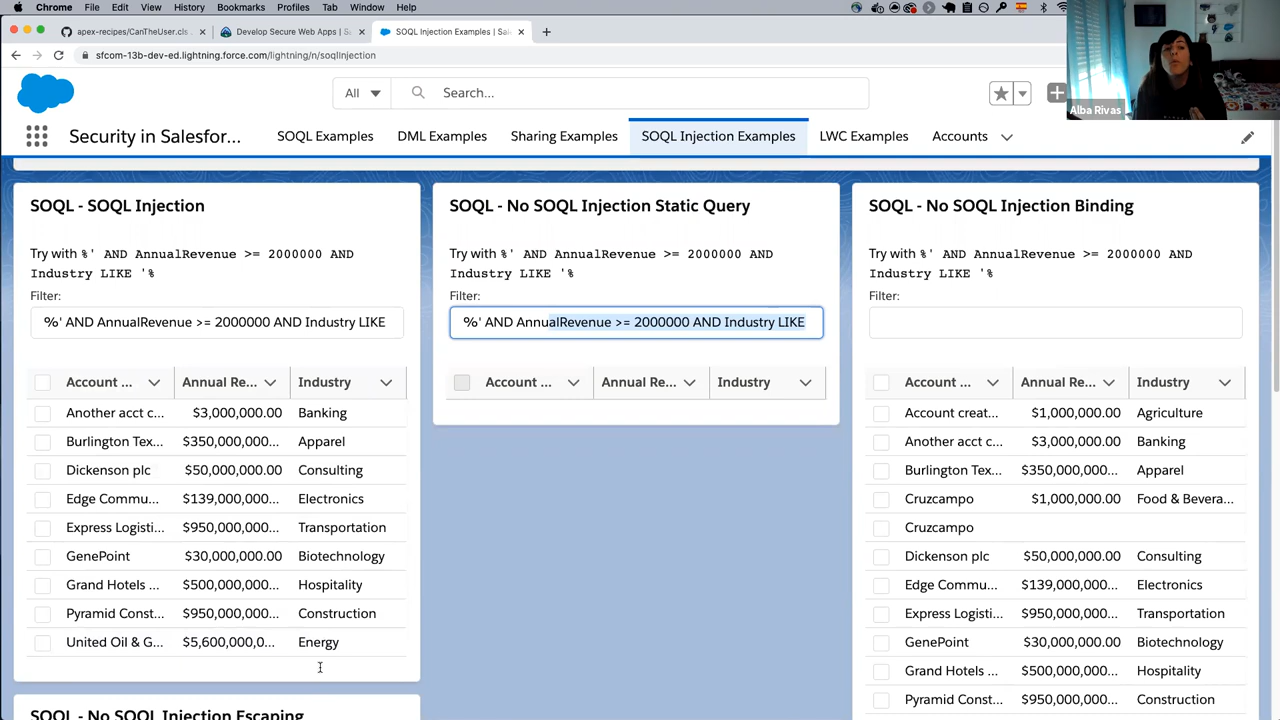 Chrome File Edit View History Bookmarks Profiles Tab Window Help
apex-recipes/CanTheUser.cls
Develop Secure Web Apps | S
SOQL Injection Examples | Sal
sfcom-13b-dev-ed.lightning.force.com/lightning/n/soqlInjection
All
Search...
Alba Rivas
Security in Salesfor...
SOQL Examples
DML Examples
Sharing Examples
SOQL Injection Examples
LWC Examples
Accounts
SOQL - SOQL Injection
Try with %' AND AnnualRevenue >= 2000000 AND
Industry LIKE '%
Filter:
%' AND AnnualRevenue >= 2000000 AND Industry LIKE
Account ... Annual Re... Industry
Another acct c... $3,000,000.00 Banking
Burlington Tex... $350,000,000... Apparel
Dickenson plc $50,000,000.00 Consulting
Edge Commu... $139,000,000... Electronics
Express Logisti... $950,000,000... Transportation
GenePoint $30,000,000.00 Biotechnology
Grand Hotels ... $500,000,000... Hospitality
Pyramid Const... $950,000,000... Construction
United Oil & G... $5,600,000,0... Energy
SOQL - No SOQL Injection Escaping
SOQL - No SOQL Injection Static Query
Try with %' AND AnnualRevenue >= 2000000 AND
Industry LIKE '%
Filter:
%' AND AnnualRevenue >= 2000000 AND Industry LIKE
Account ... Annual Re... Industry
SOQL - No SOQL Injection Binding
Try with %' AND AnnualRevenue >= 2000000 AND
Industry LIKE '%
Filter:
Account ... Annual Re... Industry
Account creat... $1,000,000.00 Agriculture
Another acct c... $3,000,000.00 Banking
Burlington Tex... $350,000,000... Apparel
Cruzcampo $1,000,000.00 Food & Bevera...
Cruzcampo
Dickenson plc $50,000,000.00 Consulting
Edge Commu... $139,000,000... Electronics
Express Logisti... $950,000,000... Transportation
GenePoint $30,000,000.00 Biotechnology
Grand Hotels ... $500,000,000... Hospitality
Pyramid Const... $950,000,000... Construction